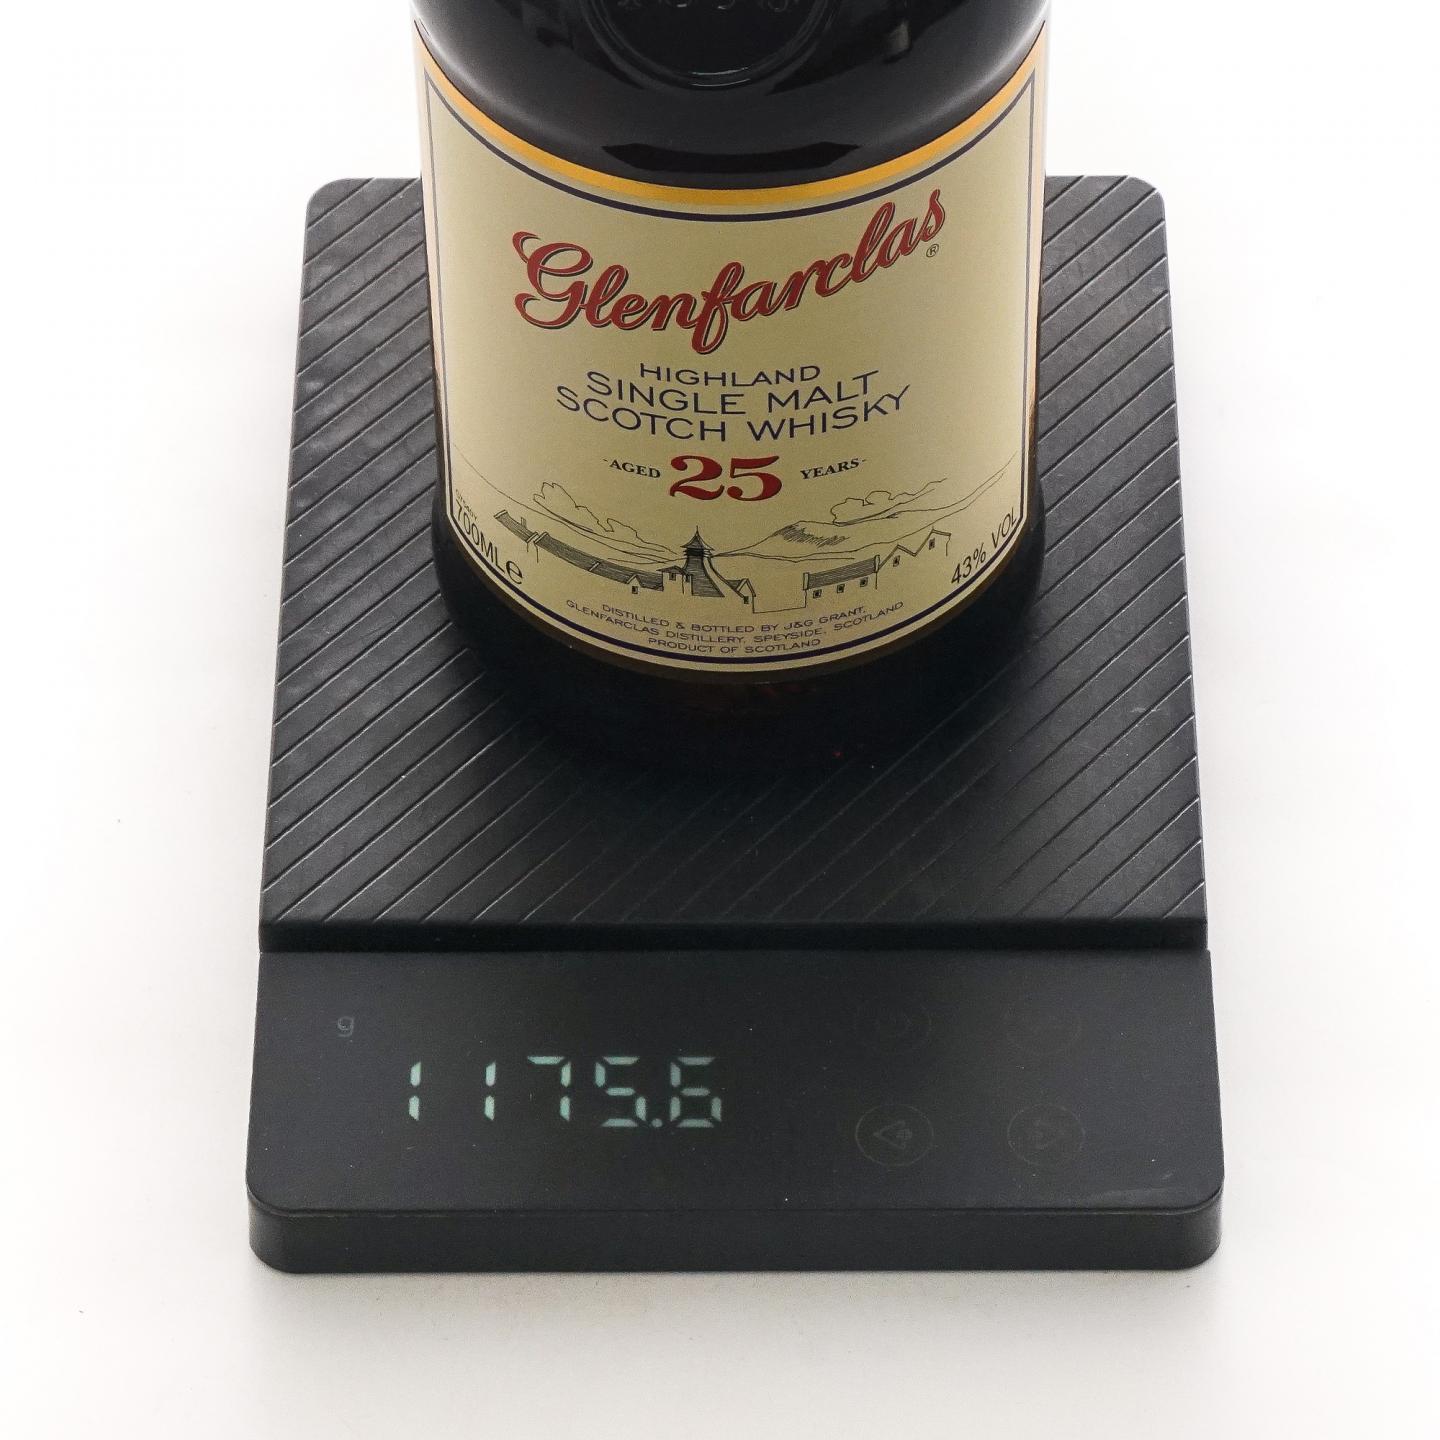 Glenfarclas®
HIGHLAND
SINGLE MALT
SCOTCH WHISKY
-AGED 25 YEARS-
700ML℮
43% VOL
DISTILLED & BOTTLED BY J&G GRANT,
GLENFARCLAS DISTILLERY, SPEYSIDE, SCOTLAND
PRODUCT OF SCOTLAND
g
1175.6